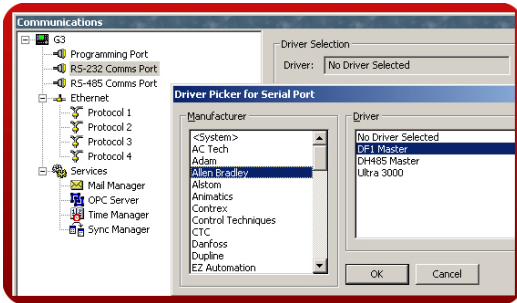 Communications
G3
Programming Port
RS-232 Comms Port
RS-485 Comms Port
Ethernet
Protocol 1
Protocol 2
Protocol 3
Protocol 4
Services
Mail Manager
OPC Server
Time Manager
Sync Manager
Driver Selection
Driver: No Driver Selected
Driver Picker for Serial Port
Manufacturer
<System>
AC Tech
Adam
Allen Bradley
Alstom
Animatics
Contrex
Control Techniques
CTC
Danfoss
Dupline
EZ Automation
Driver
No Driver Selected
DF1 Master
DH485 Master
Ultra 3000
OK Cancel